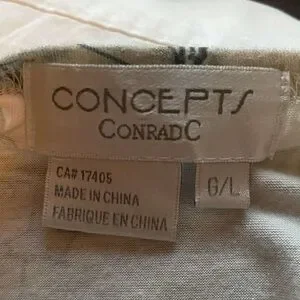 CONCEPTS
CONRADC
CA# 17405
MADE IN CHINA
FABRIQUE EN CHINA
G/L